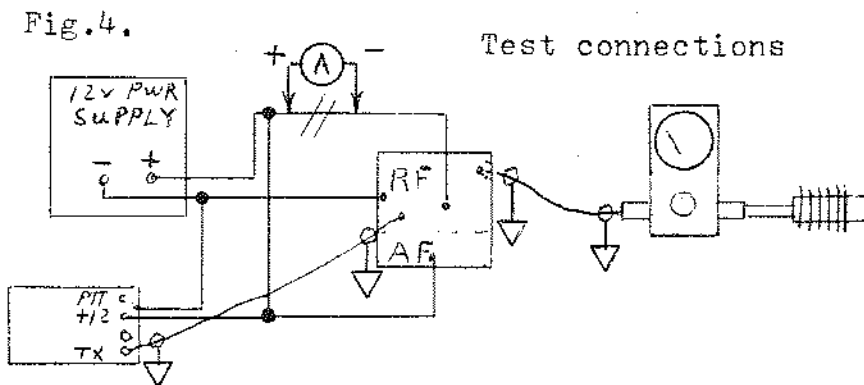 Fig.4.
Test connections
+ A -
12v PWR
SUPPLY
- +
RF
AF
PTT
+12
TX